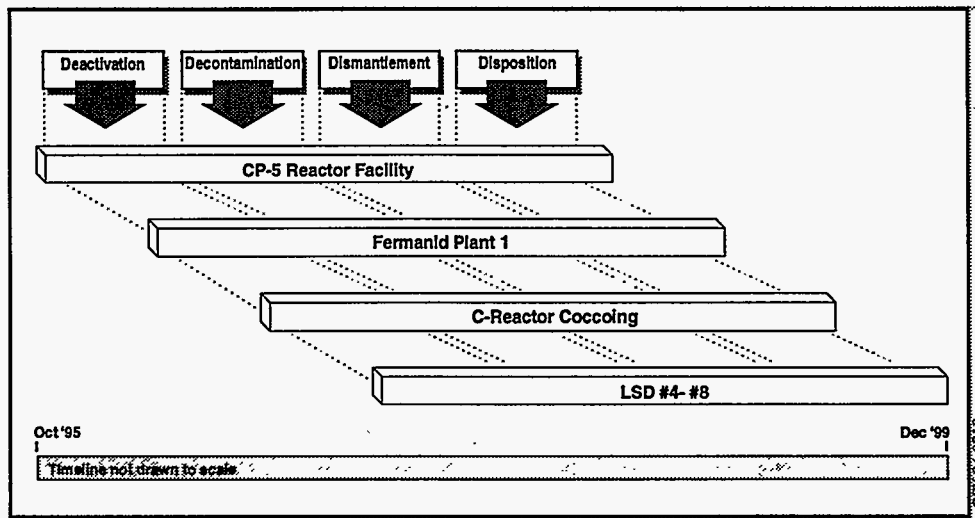 Deactivation
Decontamination
Dismantlement
Disposition
CP-5 Reactor Facility
Fermanid Plant 1
C-Reactor Coccoing
LSD #4- #8
Oct '95
Dec '99
Timeline not drawn to scale